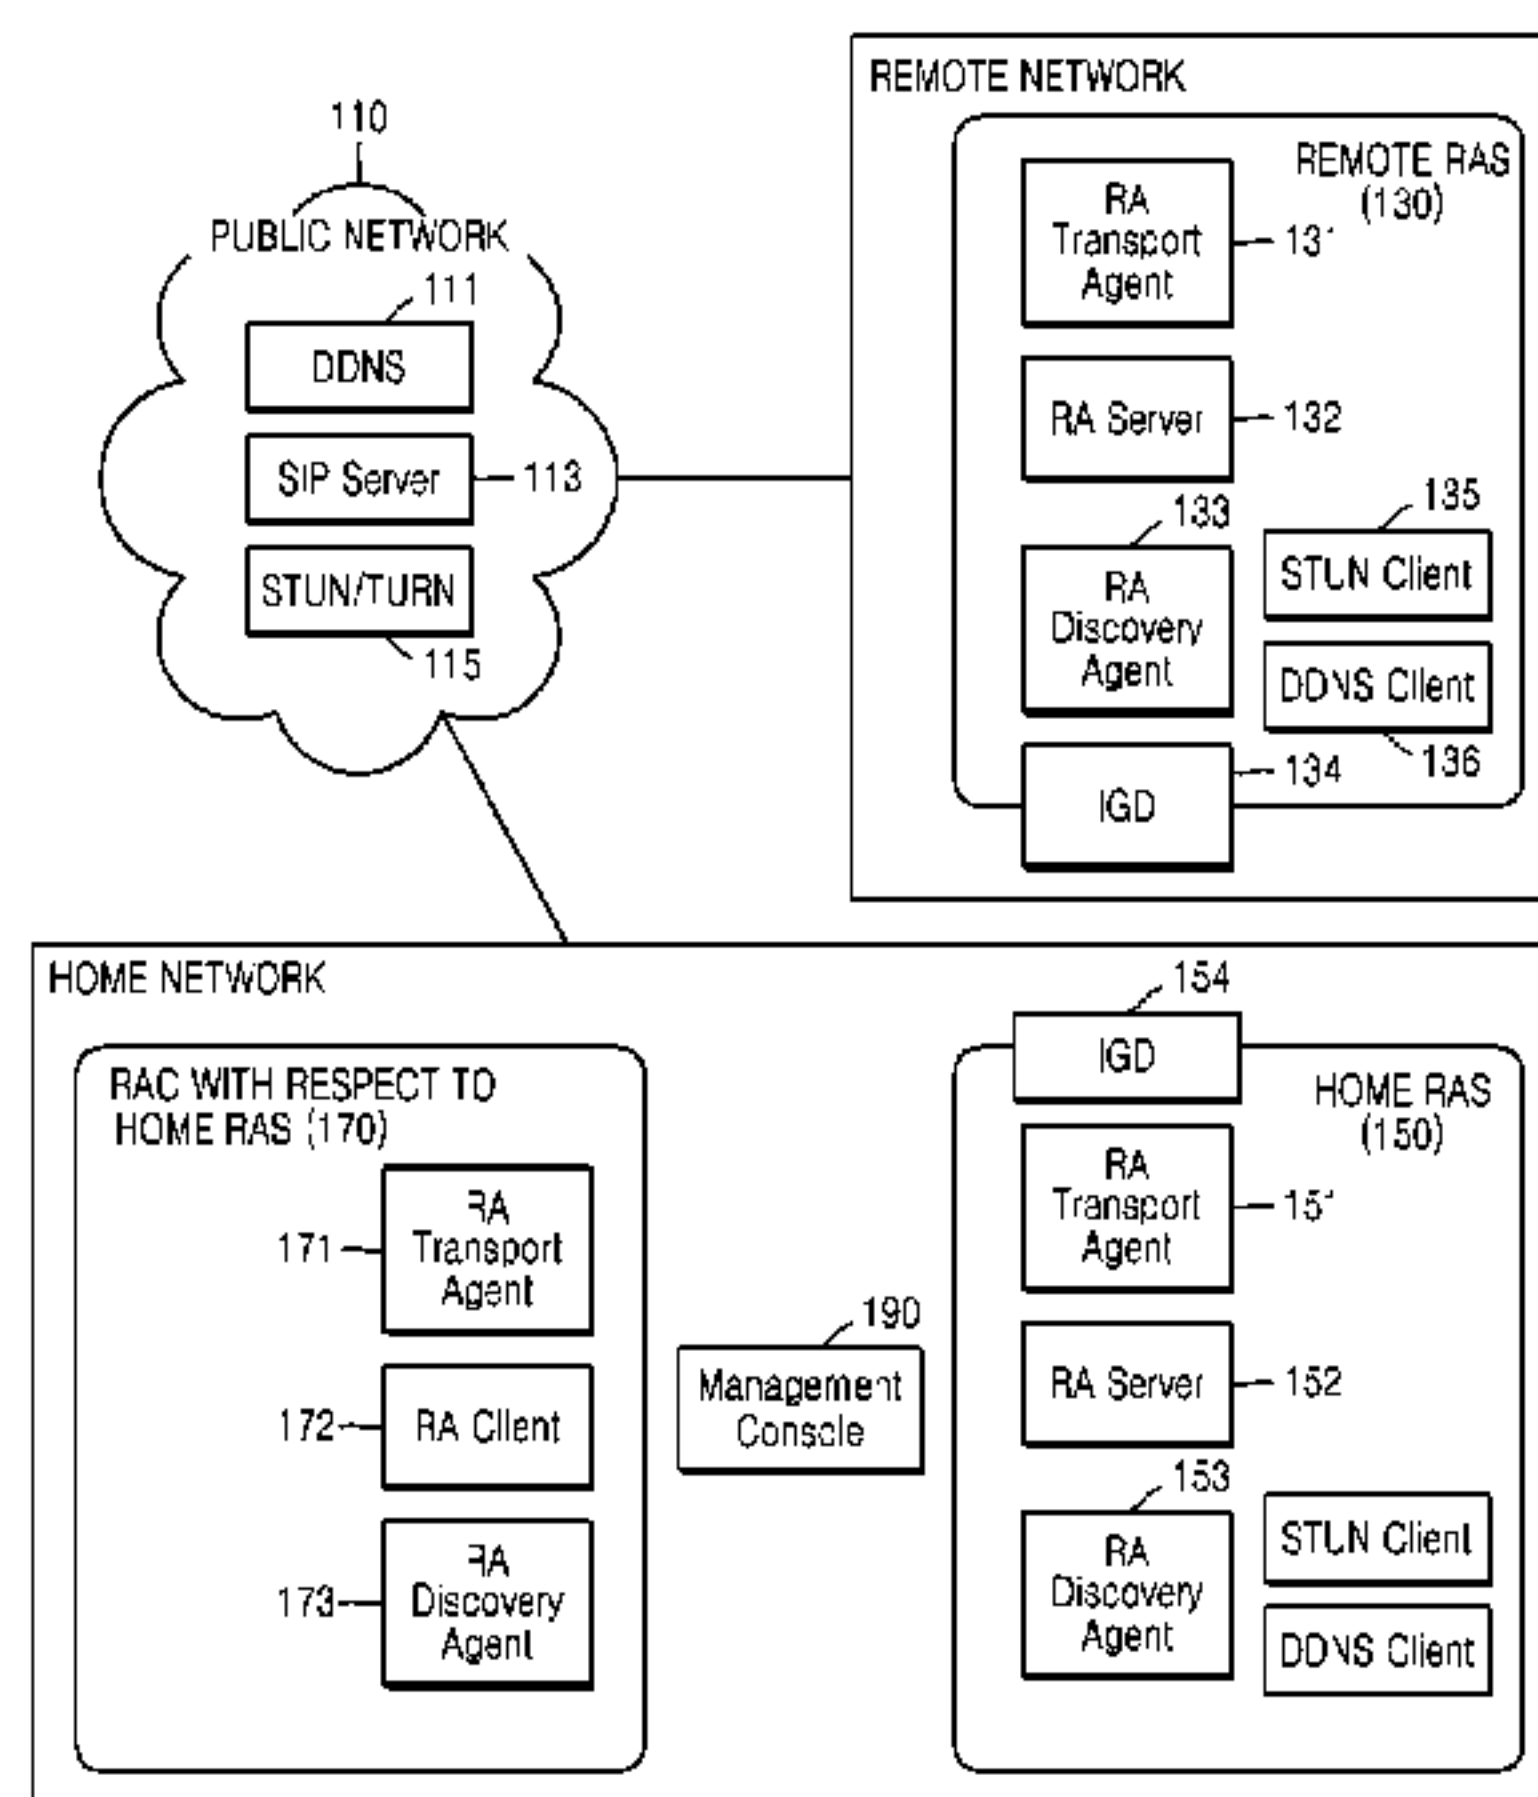 110
PUBLIC NETWORK
111
DDNS
SIP Server
113
STUN/TURN
115
REMOTE NETWORK
REMOTE RAS
(130)
RA
Transport
Agent
131
RA Server
132
133
RA
Discovery
Agent
135
STUN Client
DDNS Client
136
134
IGD
HOME NETWORK
RAC WITH RESPECT TO
HOME RAS (170)
171
RA
Transport
Agent
172
RA Client
173
RA
Discovery
Agent
190
Management
Console
154
IGD
HOME RAS
(150)
RA
Transport
Agent
151
RA Server
152
153
RA
Discovery
Agent
STUN Client
DDNS Client